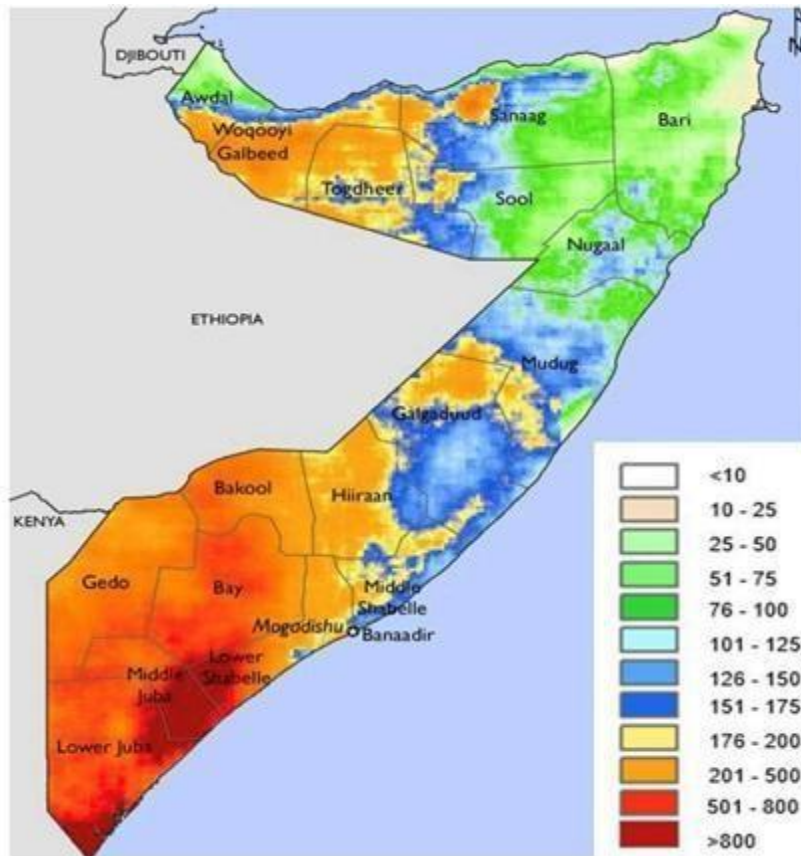 DJIBOUTI
N
Awdal
Woqooyi
Galbeed
Sanaag
Bari
Togdheer
Sool
Nugaal
ETHIOPIA
Mudug
Galgaduud
Bakool
Hiiraan
KENYA
Gedo
Bay
Middle
Shabelle
Mogadishu
Banaadir
Lower
Shabelle
Middle
Juba
Lower Juba
<10
10 - 25
25 - 50
51 - 75
76 - 100
101 - 125
126 - 150
151 - 175
176 - 200
201 - 500
501 - 800
>800